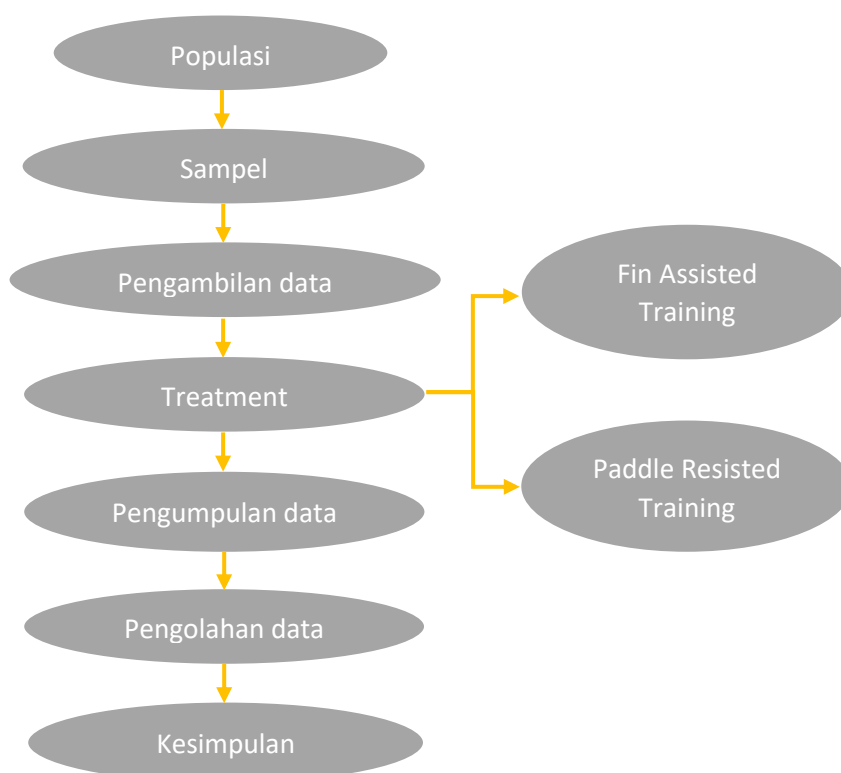 Populasi
Sampel
Pengambilan data
Treatment
Fin Assisted
Training
Paddle Resisted
Training
Pengumpulan data
Pengolahan data
Kesimpulan